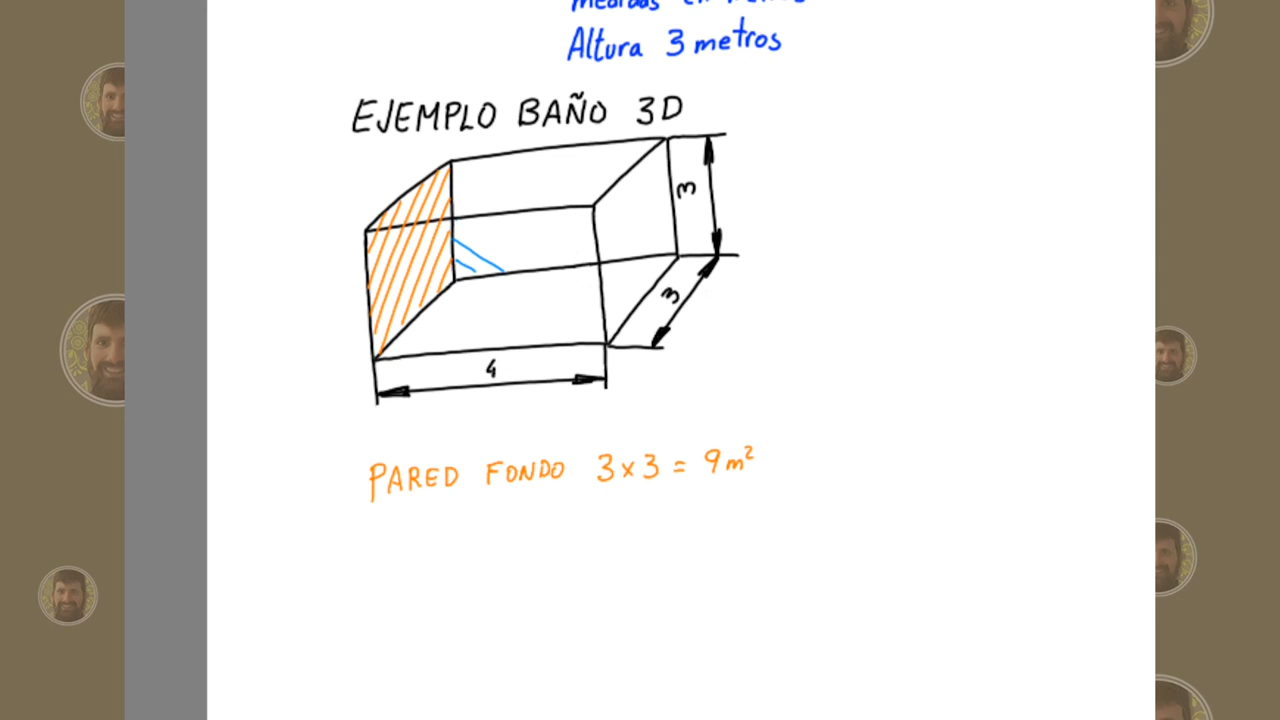 Altura 3 metros
EJEMPLO BAÑO 3D
3
3
4
PARED FONDO 3x3 = 9m²